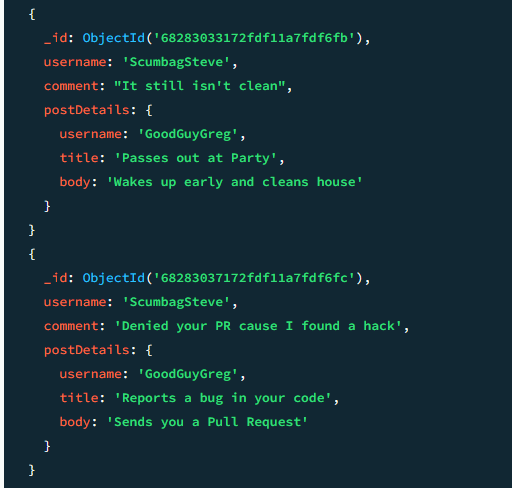 {
_id: ObjectId('68283033172fdf11a7fdf6fb'),
username: 'ScumbagSteve',
comment: "It still isn't clean",
postDetails: {
username: 'GoodGuyGreg',
title: 'Passes out at Party',
body: 'Wakes up early and cleans house'
}
}
{
_id: ObjectId('68283037172fdf11a7fdf6fc'),
username: 'ScumbagSteve',
comment: 'Denied your PR cause I found a hack',
postDetails: {
username: 'GoodGuyGreg',
title: 'Reports a bug in your code',
body: 'Sends you a Pull Request'
}
}